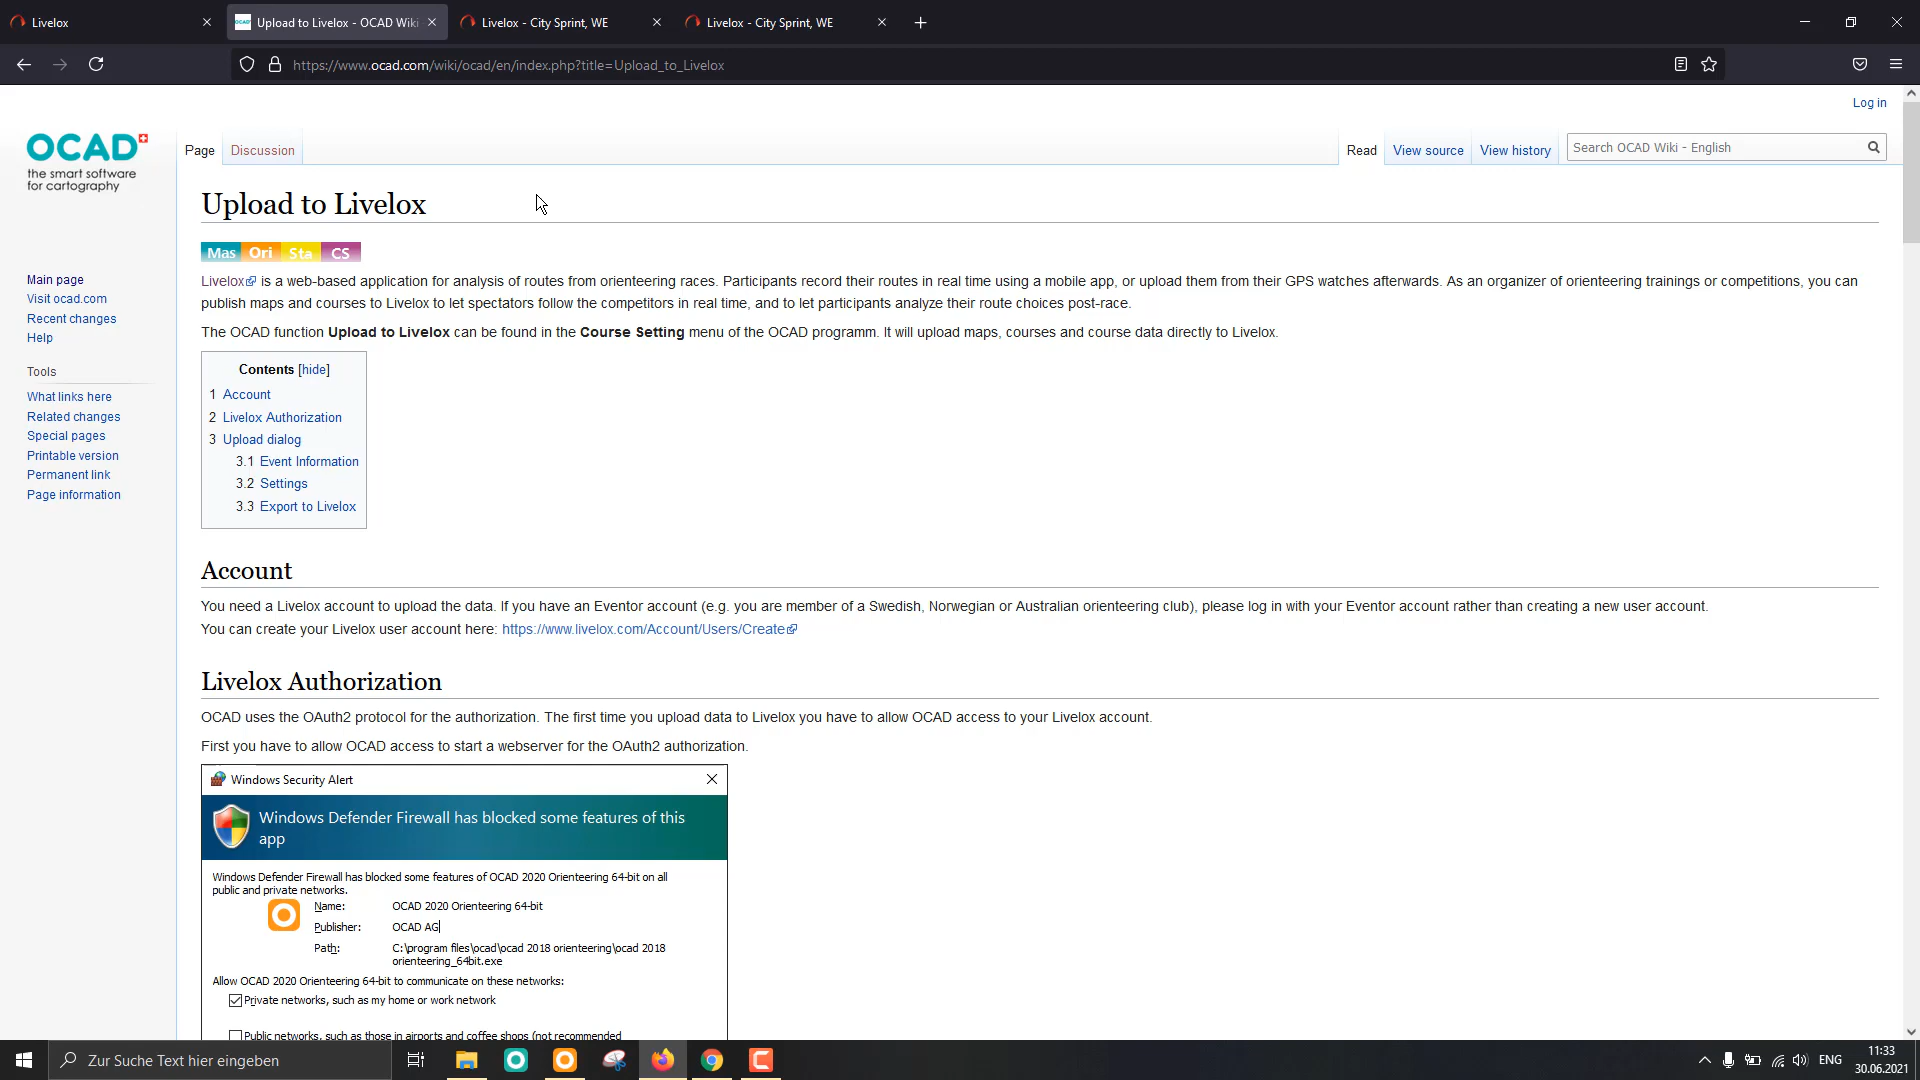 Livelox
Upload to Livelox - OCAD Wiki
Livelox - City Sprint, WE
Livelox - City Sprint, WE
https://www.ocad.com/wiki/ocad/en/index.php?title=Upload_to_Livelox
Log in
OCAD
the smart software
for cartography
Page
Discussion
Read
View source
View history
Search OCAD Wiki - English
Upload to Livelox
Mas Ori Sta CS
Livelox is a web-based application for analysis of routes from orienteering races. Participants record their routes in real time using a mobile app, or upload them from their GPS watches afterwards. As an organizer of orienteering trainings or competitions, you can
publish maps and courses to Livelox to let spectators follow the competitors in real time, and to let participants analyze their route choices post-race.
The OCAD function Upload to Livelox can be found in the Course Setting menu of the OCAD programm. It will upload maps, courses and course data directly to Livelox.
Main page
Visit ocad.com
Recent changes
Help
Tools
What links here
Related changes
Special pages
Printable version
Permanent link
Page information
Contents [hide]
1 Account
2 Livelox Authorization
3 Upload dialog
3.1 Event Information
3.2 Settings
3.3 Export to Livelox
Account
You need a Livelox account to upload the data. If you have an Eventor account (e.g. you are member of a Swedish, Norwegian or Australian orienteering club), please log in with your Eventor account rather than creating a new user account.
You can create your Livelox user account here: https://www.livelox.com/Account/Users/Create
Livelox Authorization
OCAD uses the OAuth2 protocol for the authorization. The first time you upload data to Livelox you have to allow OCAD access to your Livelox account.
First you have to allow OCAD access to start a webserver for the OAuth2 authorization.
Windows Security Alert
Windows Defender Firewall has blocked some features of this
app
Windows Defender Firewall has blocked some features of OCAD 2020 Orienteering 64-bit on all
public and private networks.
Name: OCAD 2020 Orienteering 64-bit
Publisher: OCAD AG
Path: C:\program files\ocad\ocad 2018 orienteering\ocad 2018
orienteering_64bit.exe
Allow OCAD 2020 Orienteering 64-bit to communicate on these networks:
Private networks, such as my home or work network
Public networks, such as those in airports and coffee shops (not recommended
Zur Suche Text hier eingeben
ENG
11:33
30.06.2021